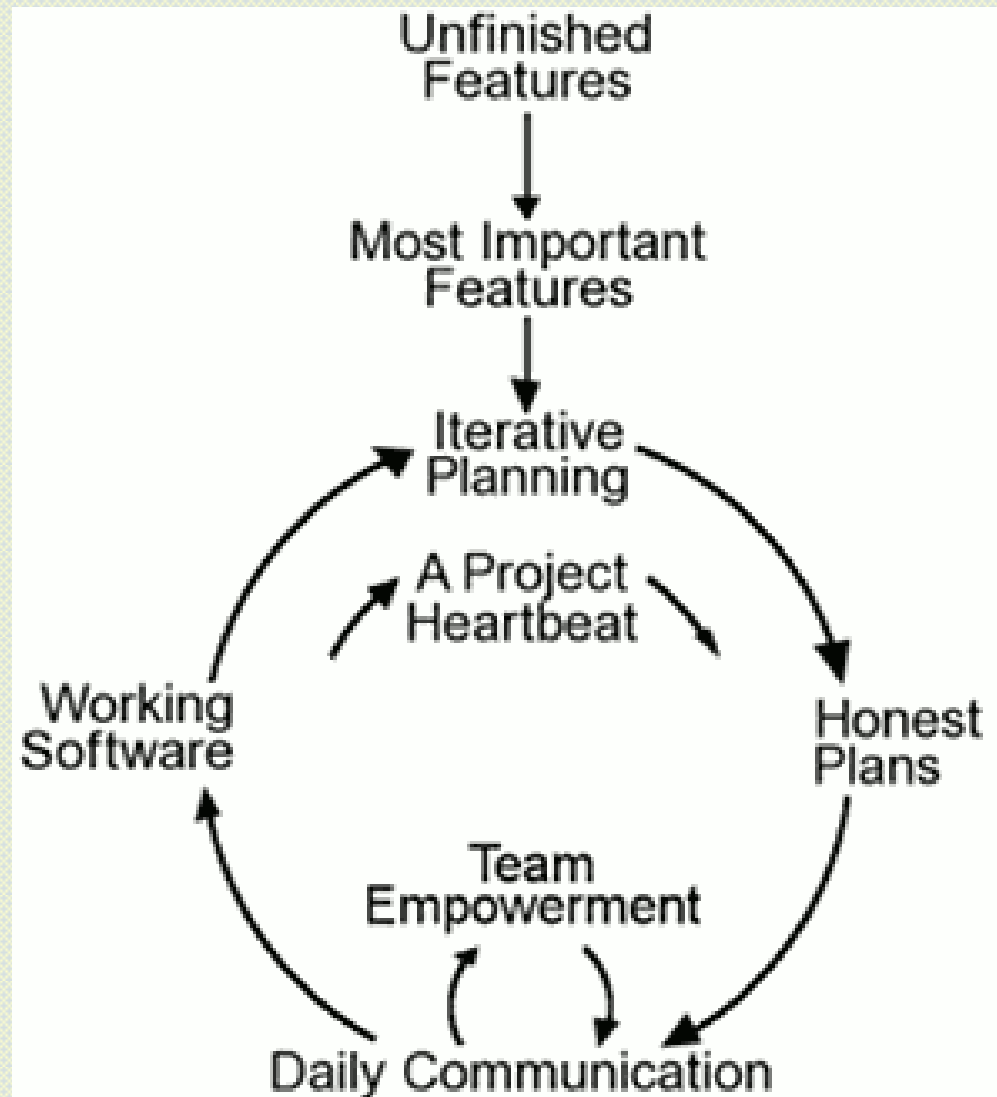 Unfinished
Features
Most Important
Features
Iterative
Planning
A Project
Heartbeat
Working
Software
Honest
Plans
Team
Empowerment
Daily Communication